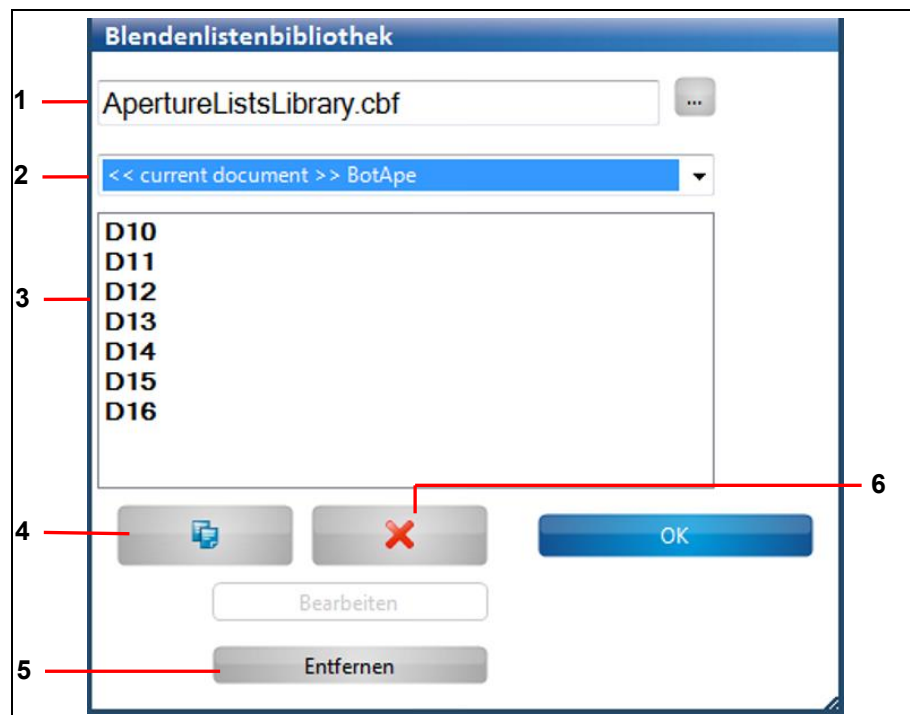 Blendenlistenbibliothek
1
ApertureListsLibrary.cbf
...
2
<< current document >> BotApe
3
D10
D11
D12
D13
D14
D15
D16
6
4
OK
Bearbeiten
5
Entfernen